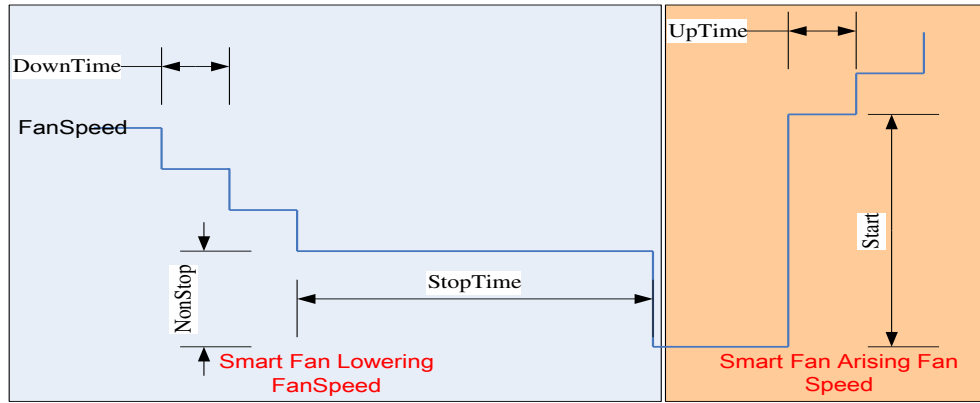 UpTime
DownTime
FanSpeed
Start
NonStop
StopTime
Smart Fan Lowering
FanSpeed
Smart Fan Arising Fan
Speed